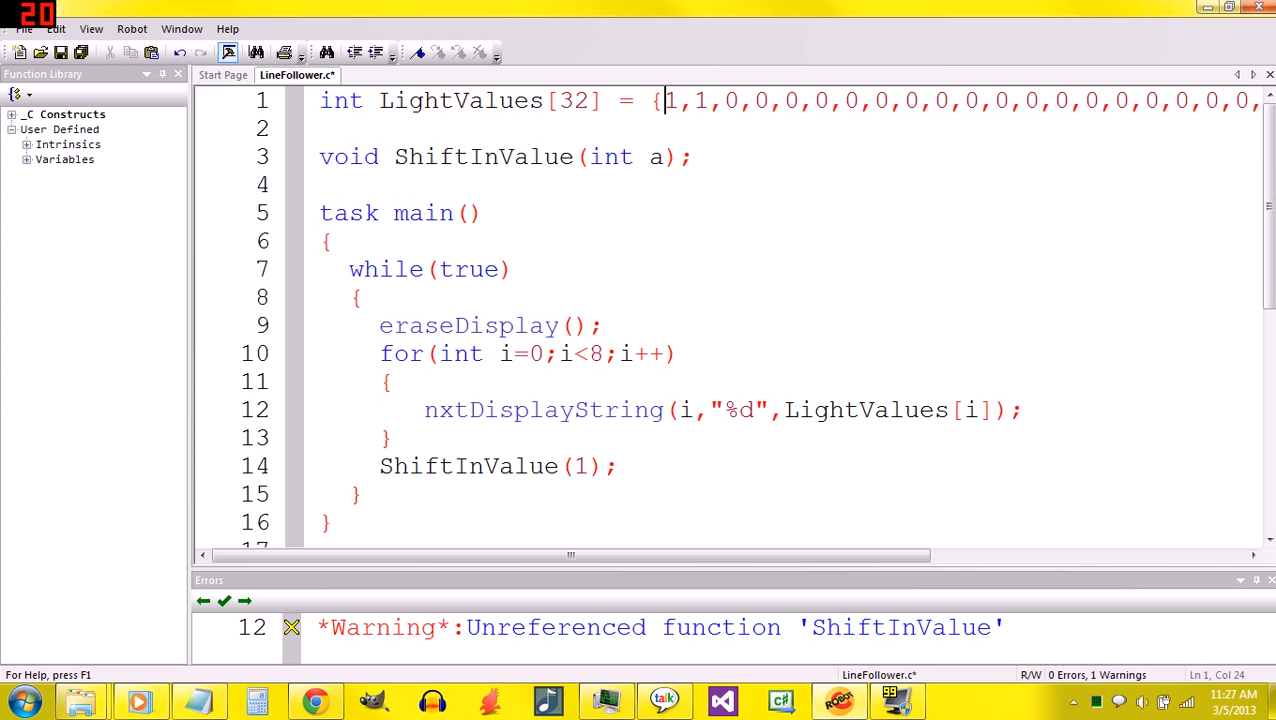 20
File Edit View Robot Window Help
Function Library
Start Page LineFollower.c*
_C Constructs
User Defined
Intrinsics
Variables
1 int LightValues[32] = {1,1,0,0,0,0,0,0,0,0,0,0,0,0,0,0,0,0,0,0,
2
3 void ShiftInValue(int a);
4
5 task main()
6 {
7 while(true)
8 {
9 eraseDisplay();
10 for(int i=0;i<8;i++)
11 {
12 nxtDisplayString(i,"%d",LightValues[i]);
13 }
14 ShiftInValue(1);
15 }
16 }
Errors
12 *Warning*:Unreferenced function 'ShiftInValue'
For Help, press F1 LineFollower.c* R/W 0 Errors, 1 Warnings Ln 1, Col 24
talk C# ROBOT 99
11:27 AM
3/5/2013